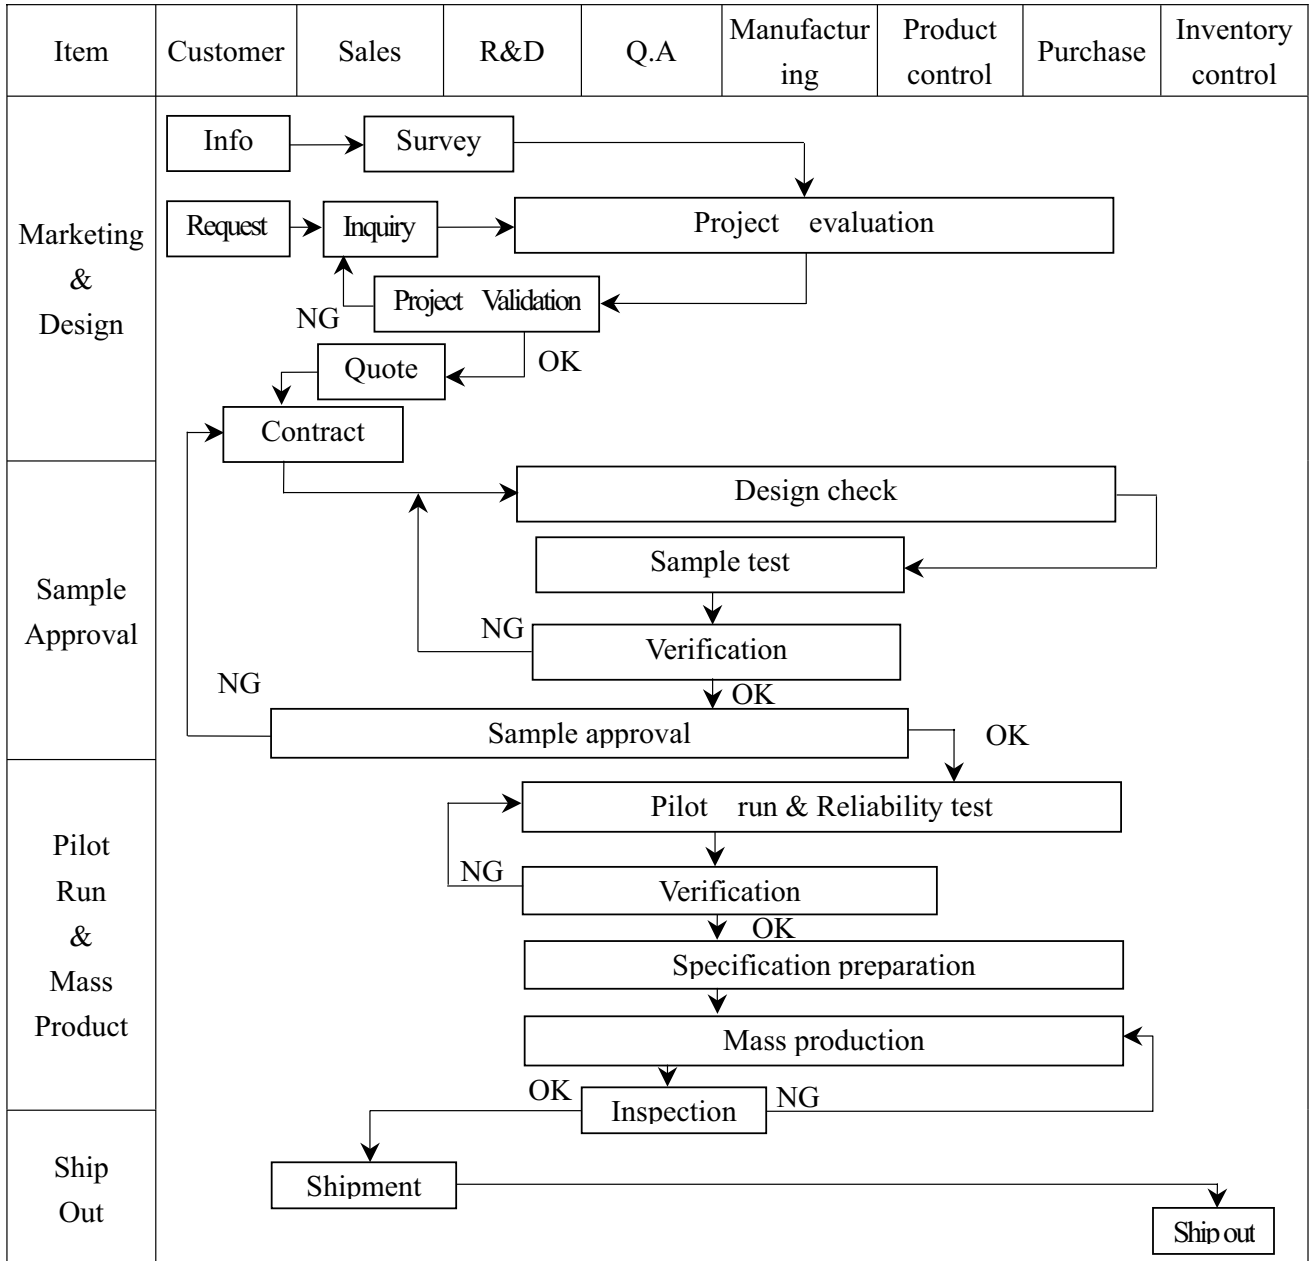 Item
Customer
Sales
R&D
Q.A
Manufactur
ing
Product
control
Purchase
Inventory
control
Marketing
&
Design
Info
Survey
Request
Inquiry
Project evaluation
Project Validation
NG
OK
Quote
Contract
Sample
Approval
Design check
Sample test
NG
Verification
NG
OK
Sample approval
OK
Pilot
Run
&
Mass
Product
Pilot run & Reliability test
NG
Verification
OK
Specification preparation
Mass production
OK
Inspection
NG
Ship
Out
Shipment
Ship out